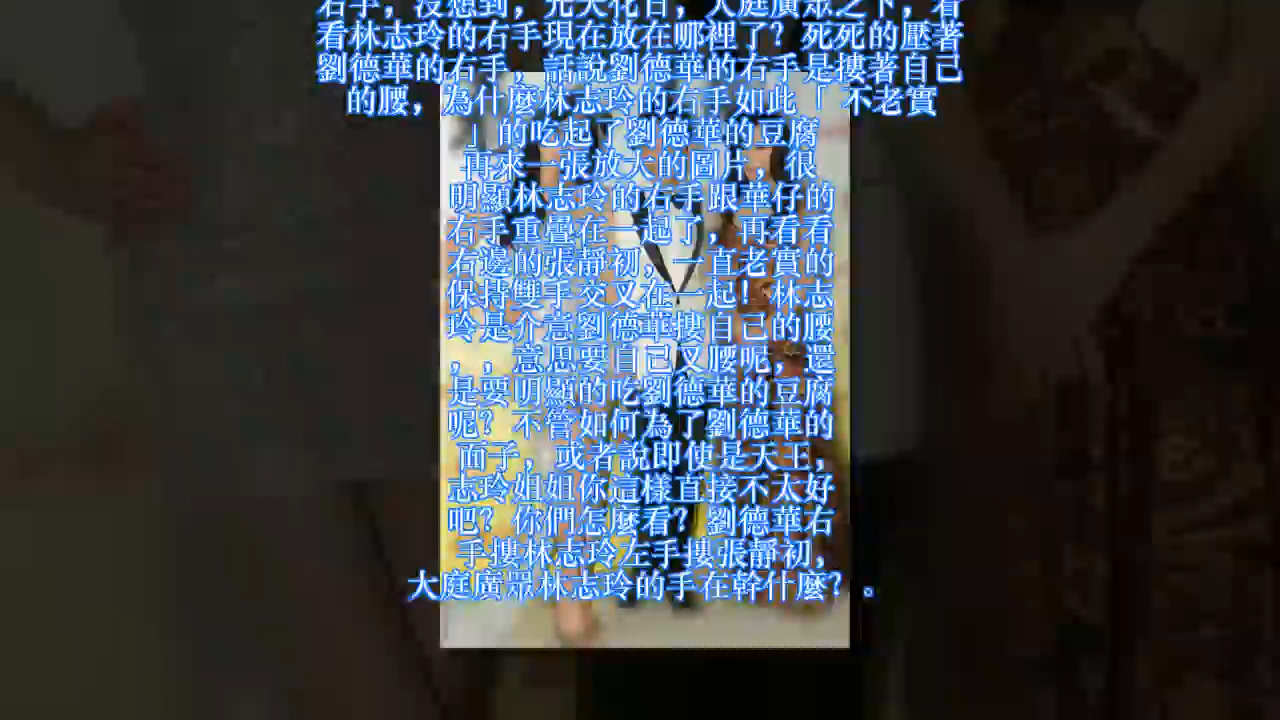 右手，沒想到，光天化日，大庭廣眾之下，看
看林志玲的右手現在放在哪裡了？死死的壓著
劉德華的右手，話說劉德華的右手是摟著自己
的腰，為什麼林志玲的右手如此「 不老實
」的吃起了劉德華的豆腐
再來一張放大的圖片，很
明顯林志玲的右手跟華仔的
右手重疊在一起了，再看看
右邊的張靜初，一直老實的
保持雙手交叉在一起！林志
玲是介意劉德華摟自己的腰
，，意思要自己叉腰呢，還
是要明顯的吃劉德華的豆腐
呢？不管如何為了劉德華的
面子，或者說即使是天王，
志玲姐姐你這樣直接不太好
吧？你們怎麼看？劉德華右
手摟林志玲左手摟張靜初，
大庭廣眾林志玲的手在幹什麼？。